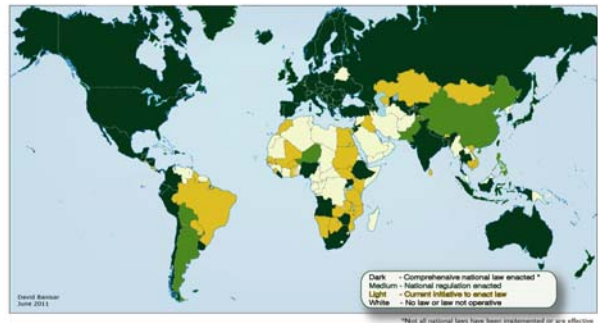 David Banisar
June 2011
Dark - Comprehensive national law enacted *
Medium - National regulation enacted
Light - Current initiative to enact law
White - No law or law not operative
*Not all national laws have been implemented or are effective